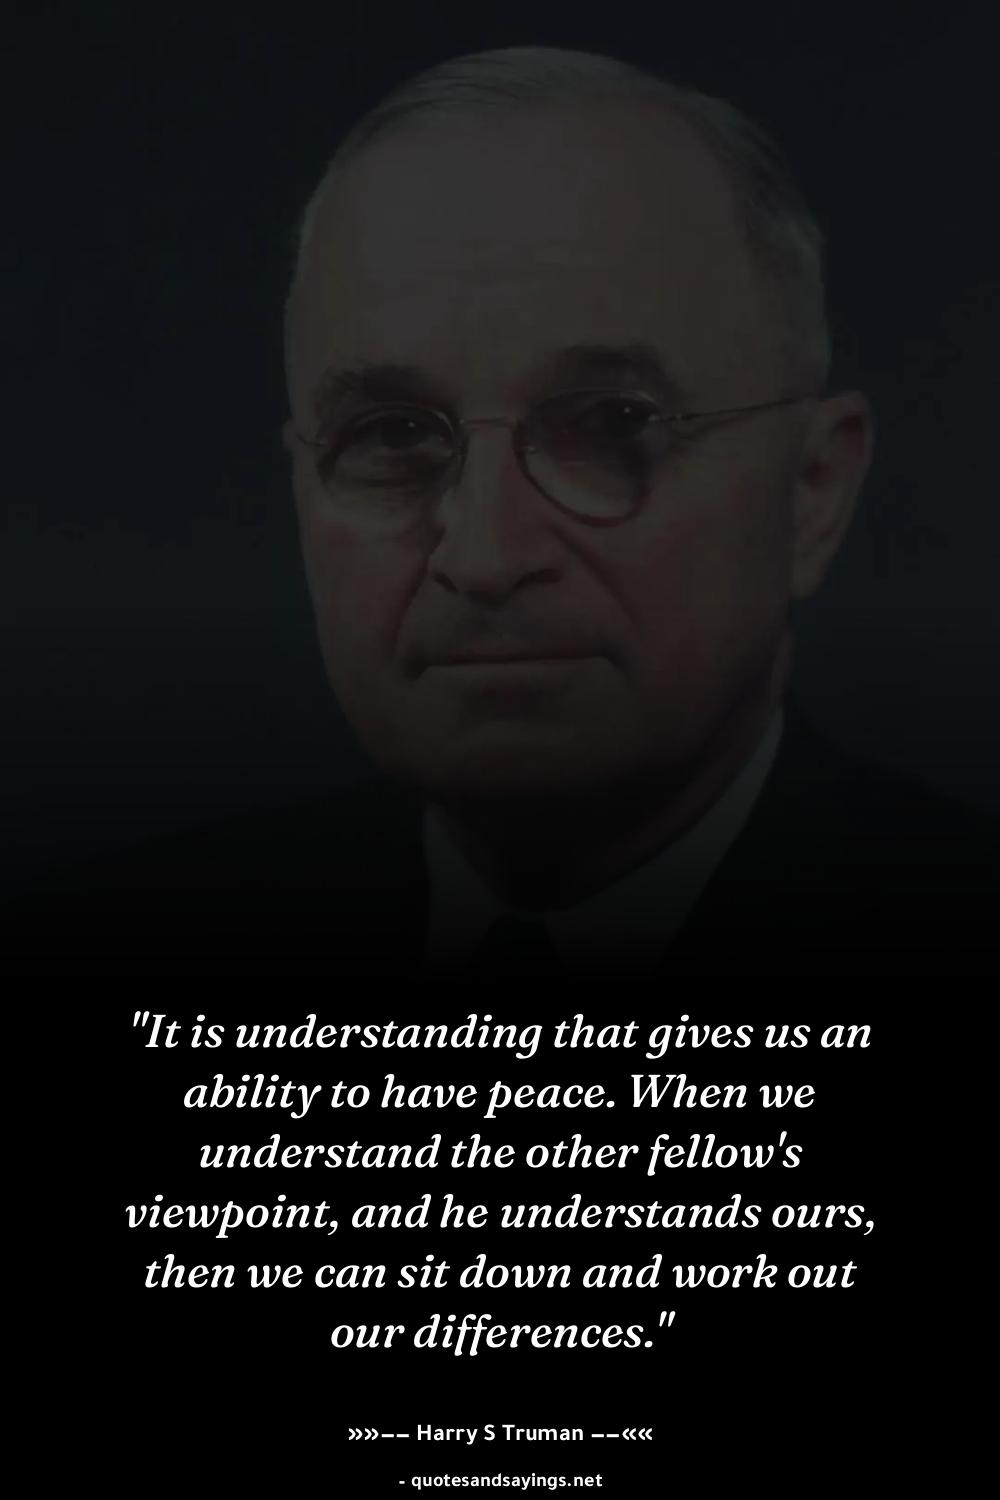 "It is understanding that gives us an
ability to have peace. When we
understand the other fellow's
viewpoint, and he understands ours,
then we can sit down and work out
our differences."
»»–– Harry S Truman ––««
- quotesandsayings.net